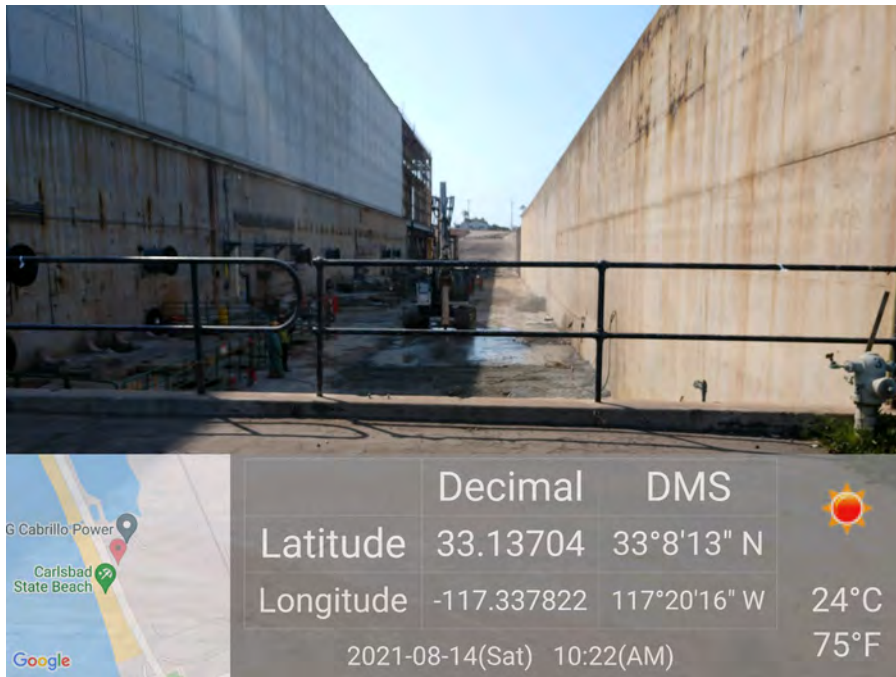 G Cabrillo Power
Carlsbad
State Beach
Google
Decimal DMS
Latitude 33.13704 33°8'13" N
Longitude -117.337822 117°20'16" W
2021-08-14(Sat) 10:22(AM)
24°C
75°F